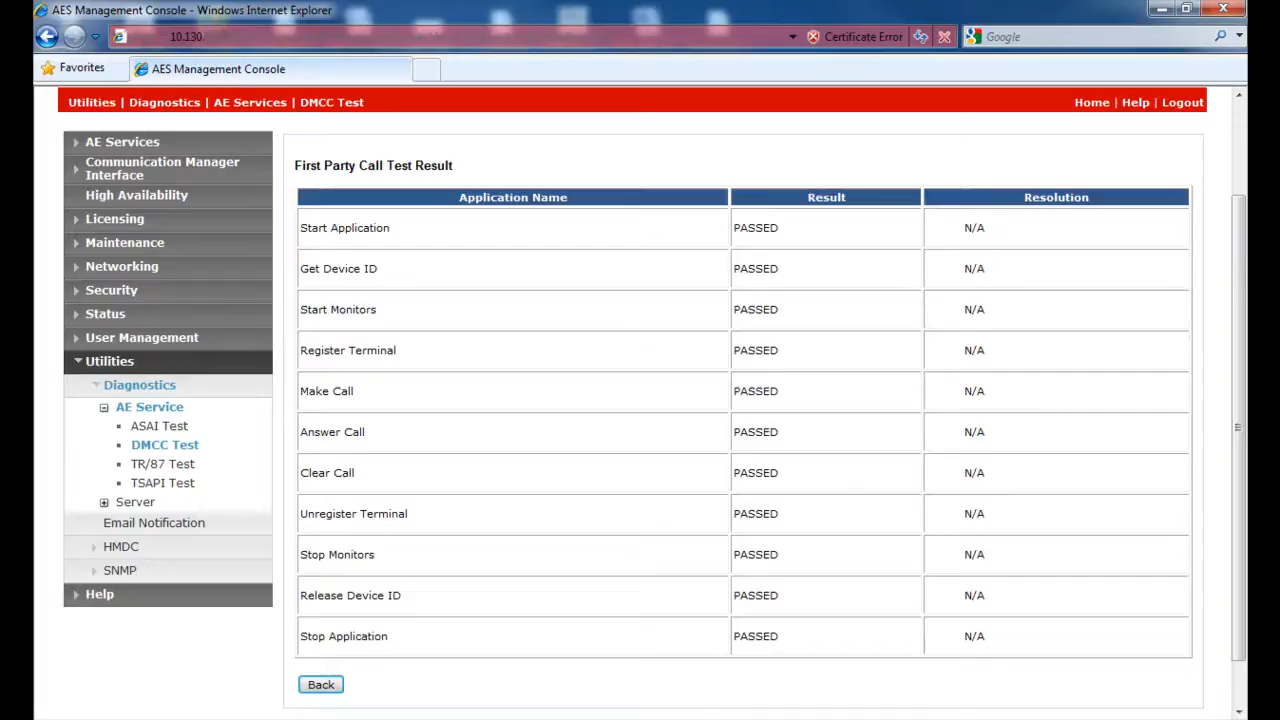 AES Management Console - Windows Internet Explorer
10.130.
Certificate Error
Google
Favorites
AES Management Console
Utilities | Diagnostics | AE Services | DMCC Test
Home | Help | Logout
AE Services
Communication Manager
Interface
High Availability
Licensing
Maintenance
Networking
Security
Status
User Management
Utilities
Diagnostics
AE Service
ASAI Test
DMCC Test
TR/87 Test
TSAPI Test
Server
Email Notification
HMDC
SNMP
Help
First Party Call Test Result
Application Name Result Resolution
Start Application PASSED N/A
Get Device ID PASSED N/A
Start Monitors PASSED N/A
Register Terminal PASSED N/A
Make Call PASSED N/A
Answer Call PASSED N/A
Clear Call PASSED N/A
Unregister Terminal PASSED N/A
Stop Monitors PASSED N/A
Release Device ID PASSED N/A
Stop Application PASSED N/A
Back